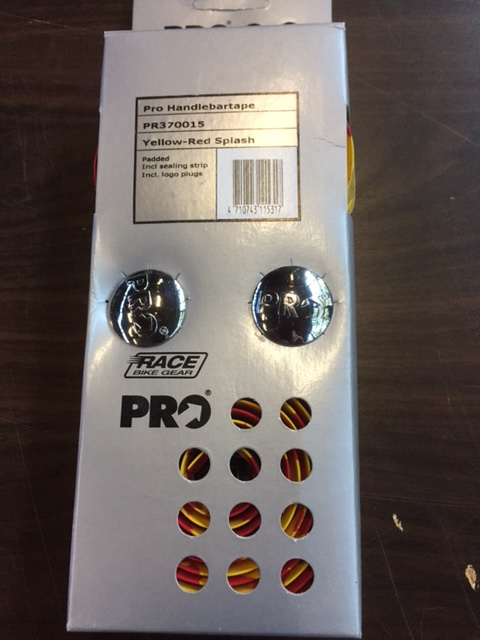 Pro Handlebartape
PR370015
Yellow-Red Splash
Padded
Incl sealing strip
Incl. logo plugs
4 710743 115317
PRO®
PRO
RACE
BIKE GEAR
PRO®